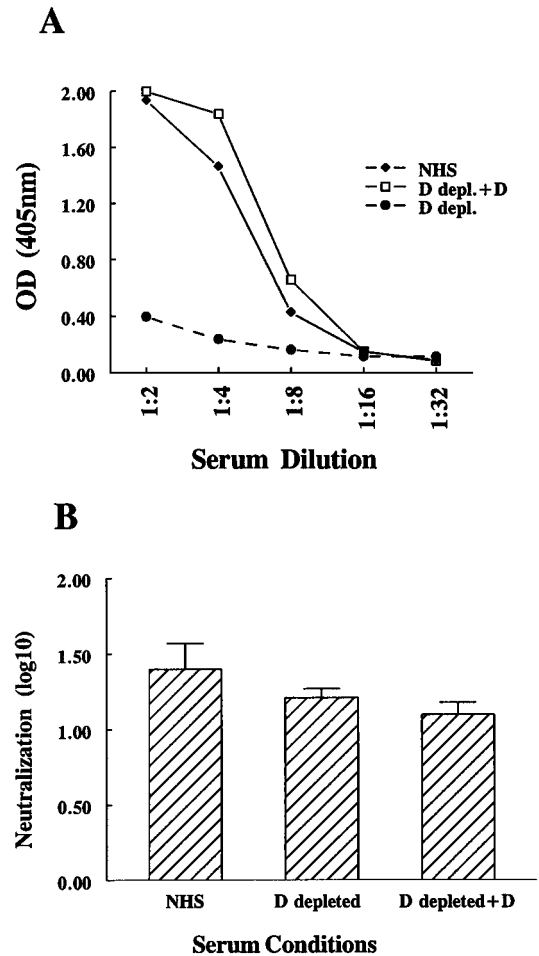 A
2.00
1.60
1.20
0.80
0.40
0.00
OD (405nm)
NHS
D depl.+D
D depl.
1:2
1:4
1:8
1:16
1:32
Serum Dilution
B
2.00
1.50
1.00
0.50
0.00
Neutralization (log10)
NHS
D depleted
D depleted+D
Serum Conditions